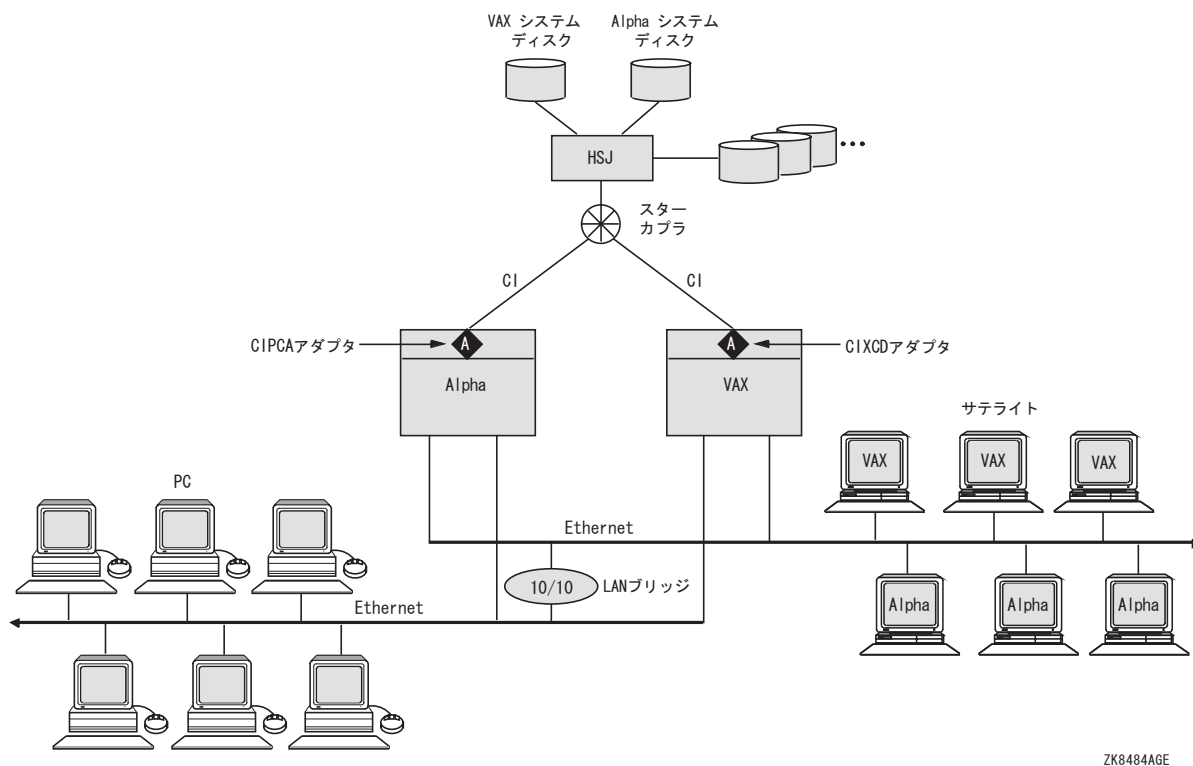 VAX システム
ディスク
Alpha システム
ディスク
HSJ
...
スター
カプラ
CI
CI
CIPCAアダプタ
A
A
CIXCDアダプタ
Alpha
VAX
サテライト
VAX
VAX
VAX
PC
Ethernet
10/10
LANブリッジ
Alpha
Alpha
Alpha
Ethernet
ZK8484AGE